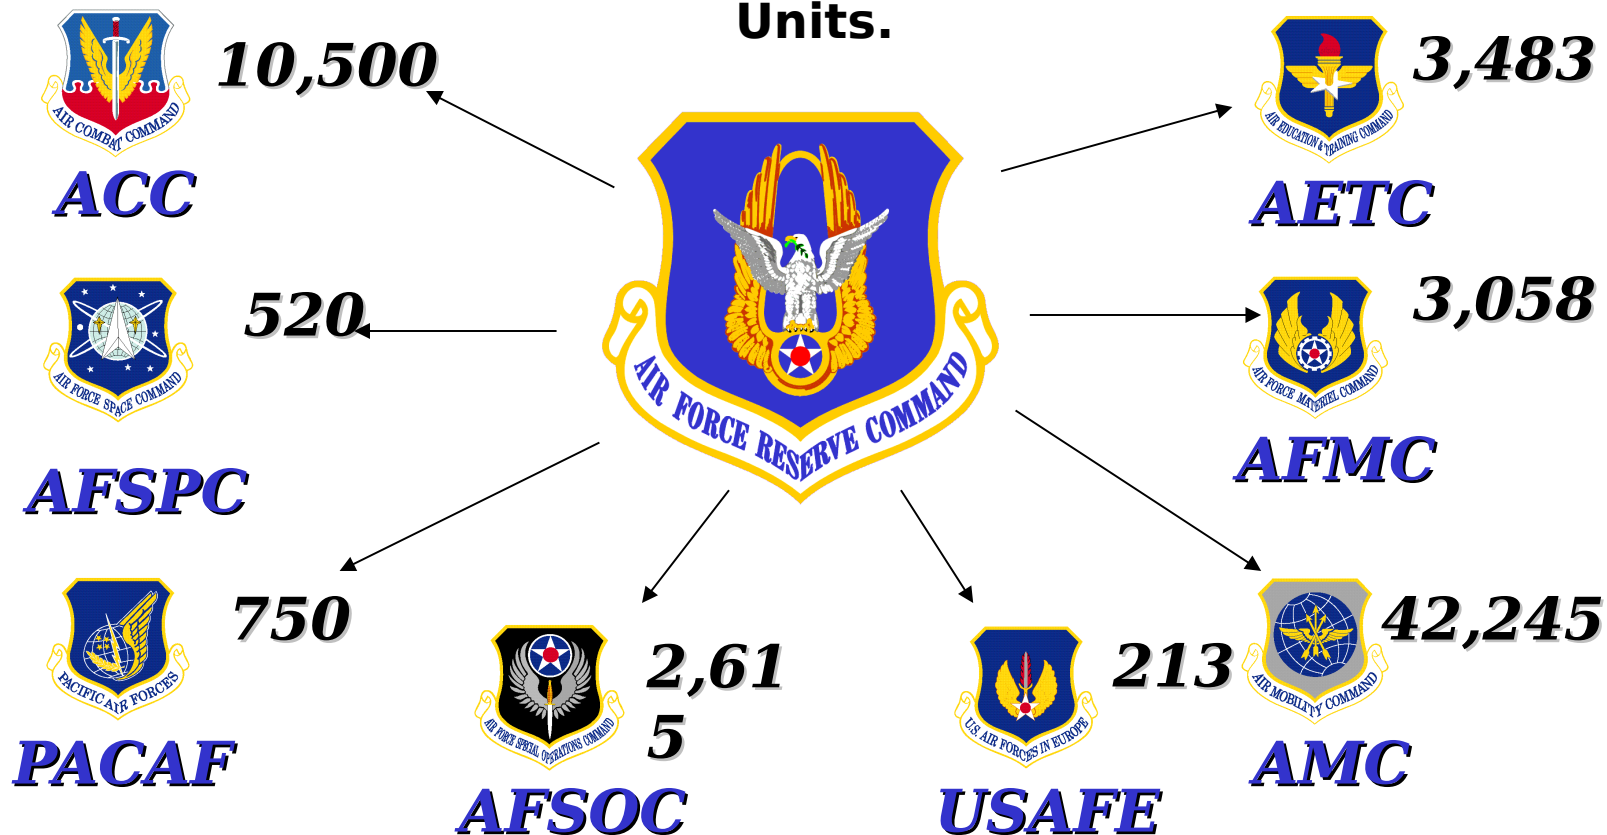 Units.
AIR COMBAT COMMAND
10,500
ACC
AIR EDUCATION & TRAINING COMMAND
3,483
AETC
AIR FORCE RESERVE COMMAND
AIR FORCE SPACE COMMAND
520
AFSPC
AIR FORCE MATERIEL COMMAND
3,058
AFMC
PACIFIC AIR FORCES
750
PACAF
AIR FORCE SPECIAL OPERATIONS COMMAND
2,61
5
AFSOC
U.S. AIR FORCES IN EUROPE
213
USAFE
AIR MOBILITY COMMAND
42,245
AMC